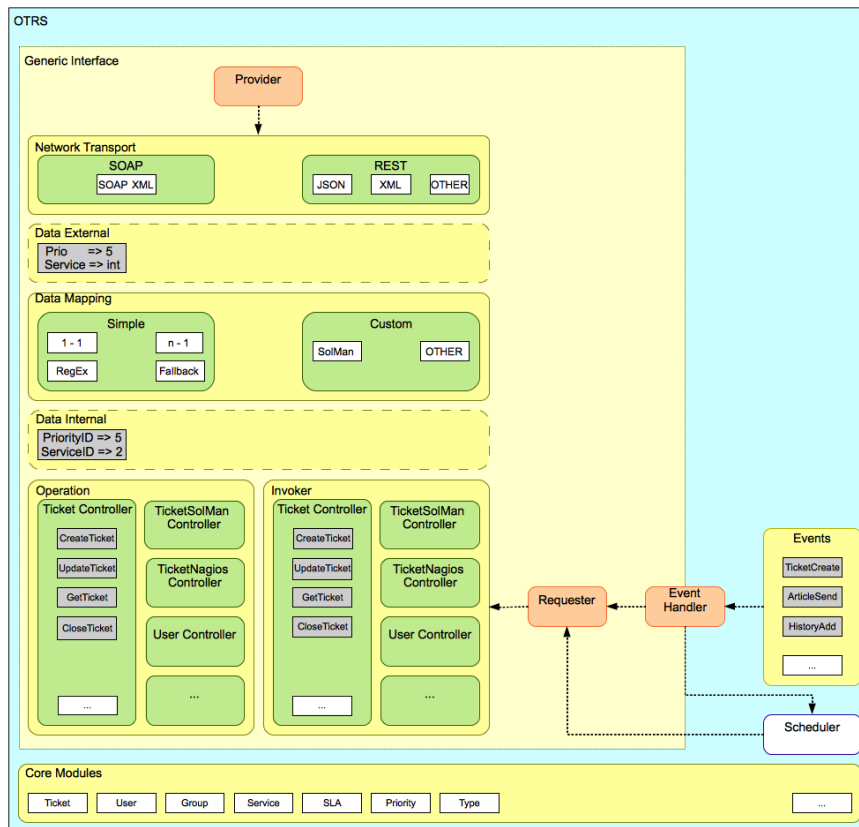 OTRS
Generic Interface
Provider
Network Transport
SOAP
SOAP XML
REST
JSON
XML
OTHER
Data External
Prio => 5
Service => int
Data Mapping
Simple
1 - 1
n - 1
RegEx
Fallback
Custom
SolMan
OTHER
Data Internal
PriorityID => 5
ServiceID => 2
Operation
Ticket Controller
CreateTicket
UpdateTicket
GetTicket
CloseTicket
...
TicketSolMan
Controller
TicketNagios
Controller
User Controller
...
Invoker
Ticket Controller
CreateTicket
UpdateTicket
GetTicket
CloseTicket
...
TicketSolMan
Controller
TicketNagios
Controller
User Controller
...
Requester
Event
Handler
Events
TicketCreate
ArticleSend
HistoryAdd
...
Scheduler
Core Modules
Ticket
User
Group
Service
SLA
Priority
Type
...